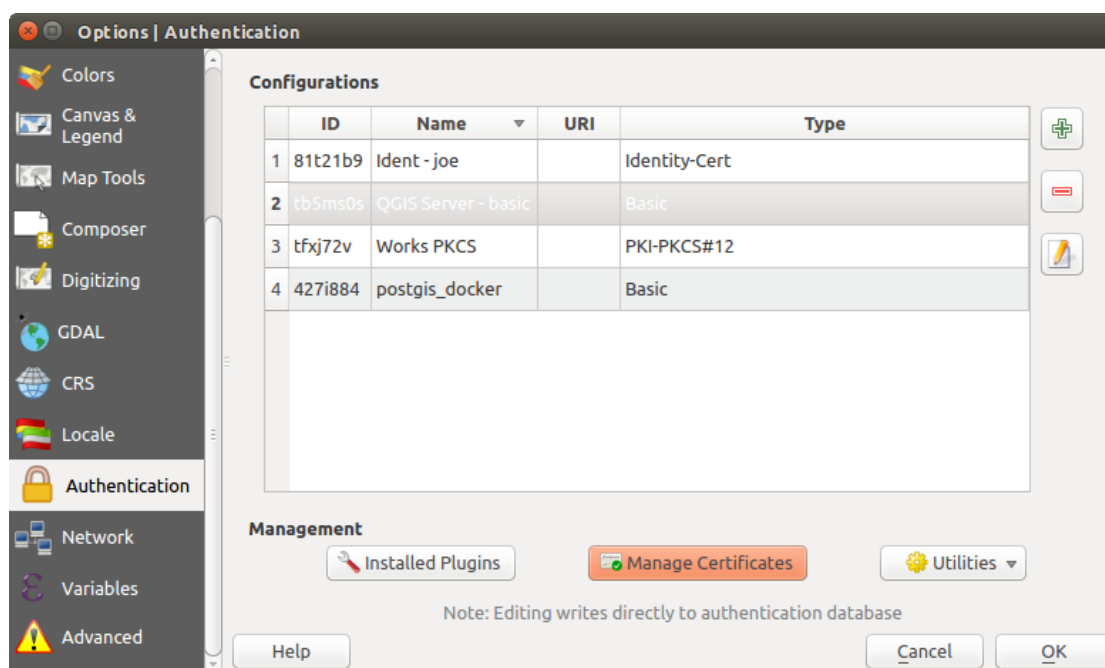 Options | Authentication
Colors
Canvas &
Legend
Map Tools
Composer
Digitizing
GDAL
CRS
Locale
Authentication
Network
Variables
Advanced
Configurations
ID Name URI Type
1 81t21b9 Ident - joe Identity-Cert
2 tb5ms0s QGIS Server - basic Basic
3 tfxj72v Works PKCS PKI-PKCS#12
4 427i884 postgis_docker Basic
Management
Installed Plugins Manage Certificates Utilities
Note: Editing writes directly to authentication database
Help Cancel OK